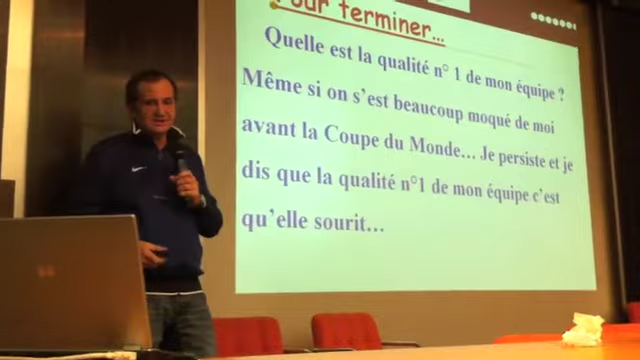 Pour terminer...
Quelle est la qualité n° 1 de mon équipe ?
Même si on s'est beaucoup moqué de moi
avant la Coupe du Monde... Je persiste et je
dis que la qualité n°1 de mon équipe c'est
qu'elle sourit...